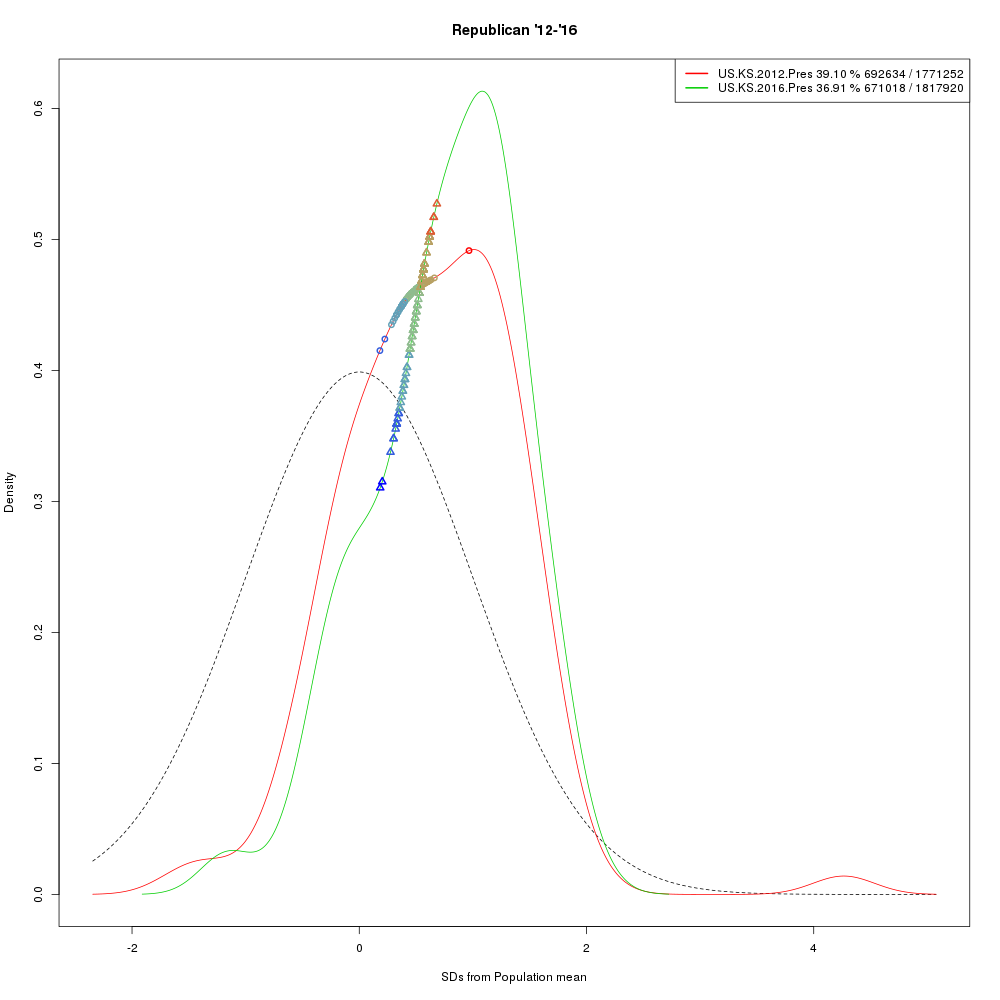 Republican '12-'16
US.KS.2012.Pres 39.10 % 692634 / 1771252
US.KS.2016.Pres 36.91 % 671018 / 1817920
Density
0.6
0.5
0.4
0.3
0.2
0.1
0.0
-2 0 2 4
SDs from Population mean